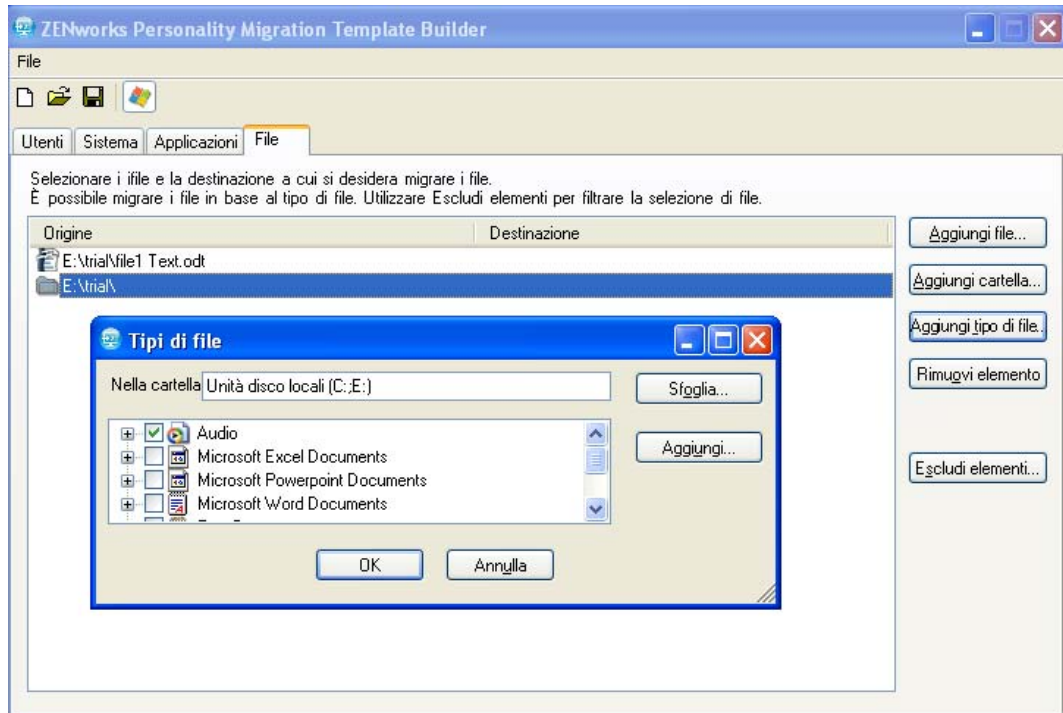 ZENworks Personality Migration Template Builder
File
Utenti Sistema Applicazioni File
Selezionare i ifile e la destinazione a cui si desidera migrare i file.
È possibile migrare i file in base al tipo di file. Utilizzare Escludi elementi per filtrare la selezione di file.
Origine Destinazione
E:\trial\file1 Text.odt
E:\trial\
Aggiungi file...
Aggiungi cartella...
Aggiungi tipo di file..
Rimuovi elemento
Escludi elementi...
Tipi di file
Nella cartella Unità disco locali (C:;E:)
Sfoglia...
Audio
Microsoft Excel Documents
Microsoft Powerpoint Documents
Microsoft Word Documents
Aggiungi...
OK Annulla